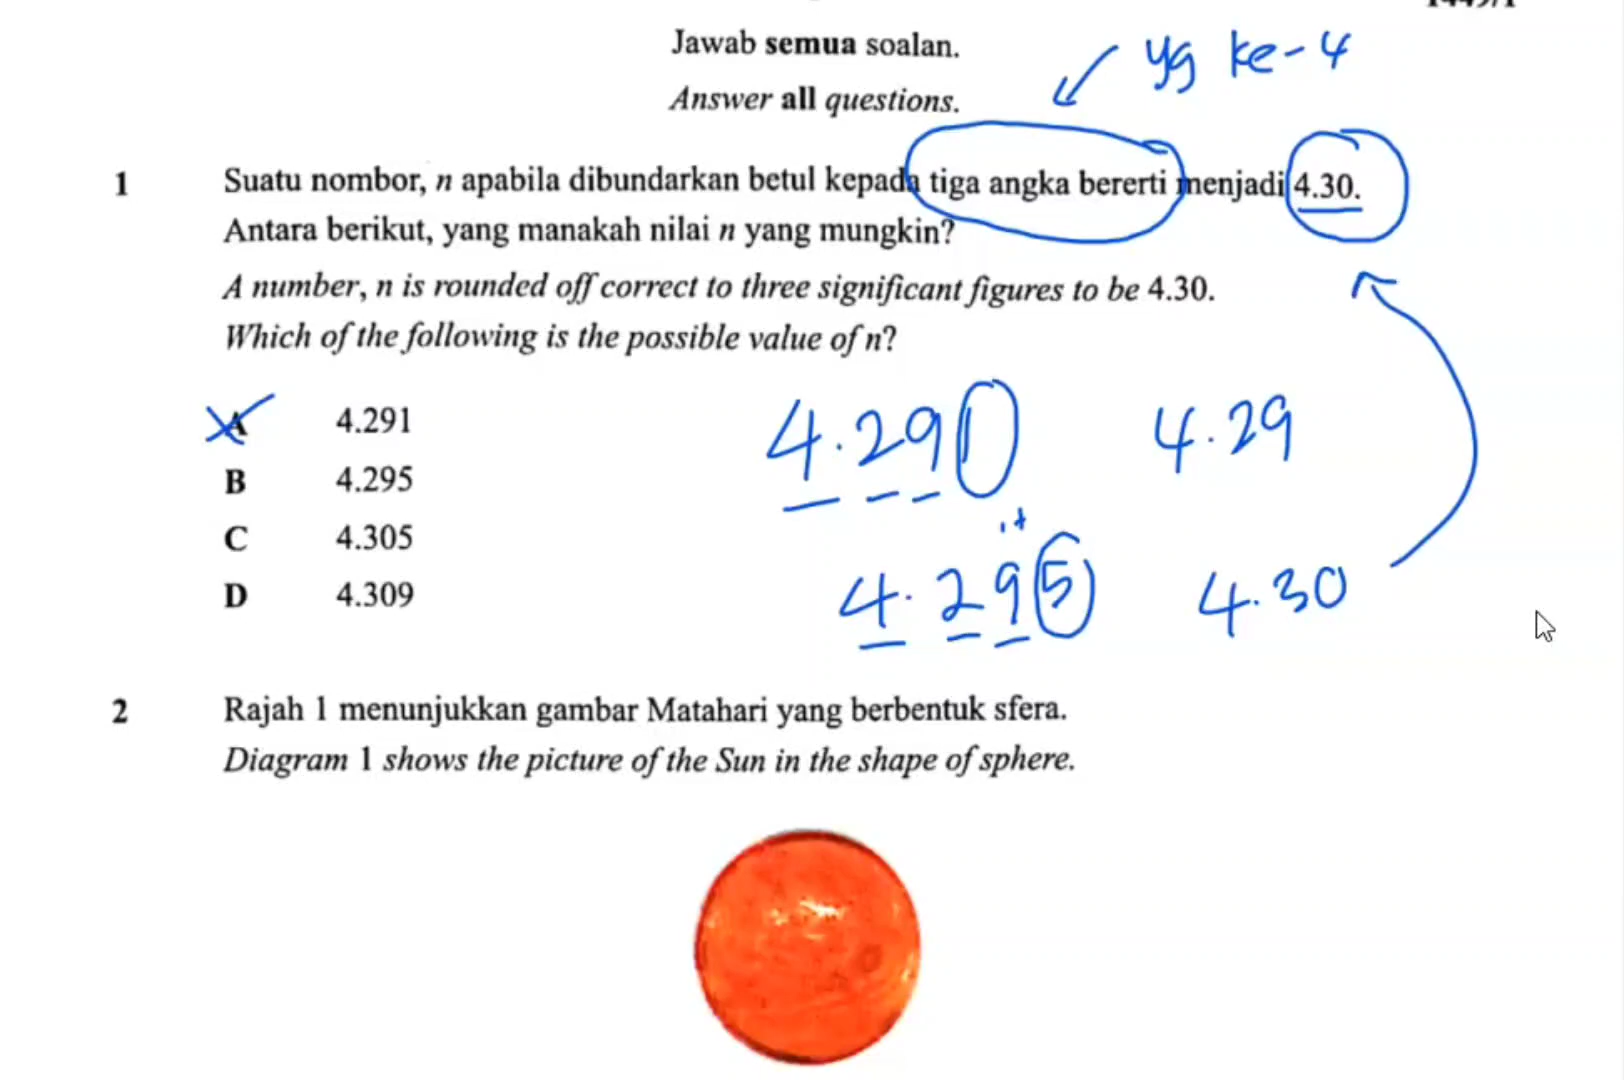 Jawab semua soalan.
yg ke-4
Answer all questions.
1 Suatu nombor, n apabila dibundarkan betul kepada tiga angka bererti menjadi 4.30.
Antara berikut, yang manakah nilai n yang mungkin?
A number, n is rounded off correct to three significant figures to be 4.30.
Which of the following is the possible value of n?
A 4.291
4.291 4.29
B 4.295
1+
C 4.305
4.295 4.30
D 4.309
2 Rajah 1 menunjukkan gambar Matahari yang berbentuk sfera.
Diagram 1 shows the picture of the Sun in the shape of sphere.